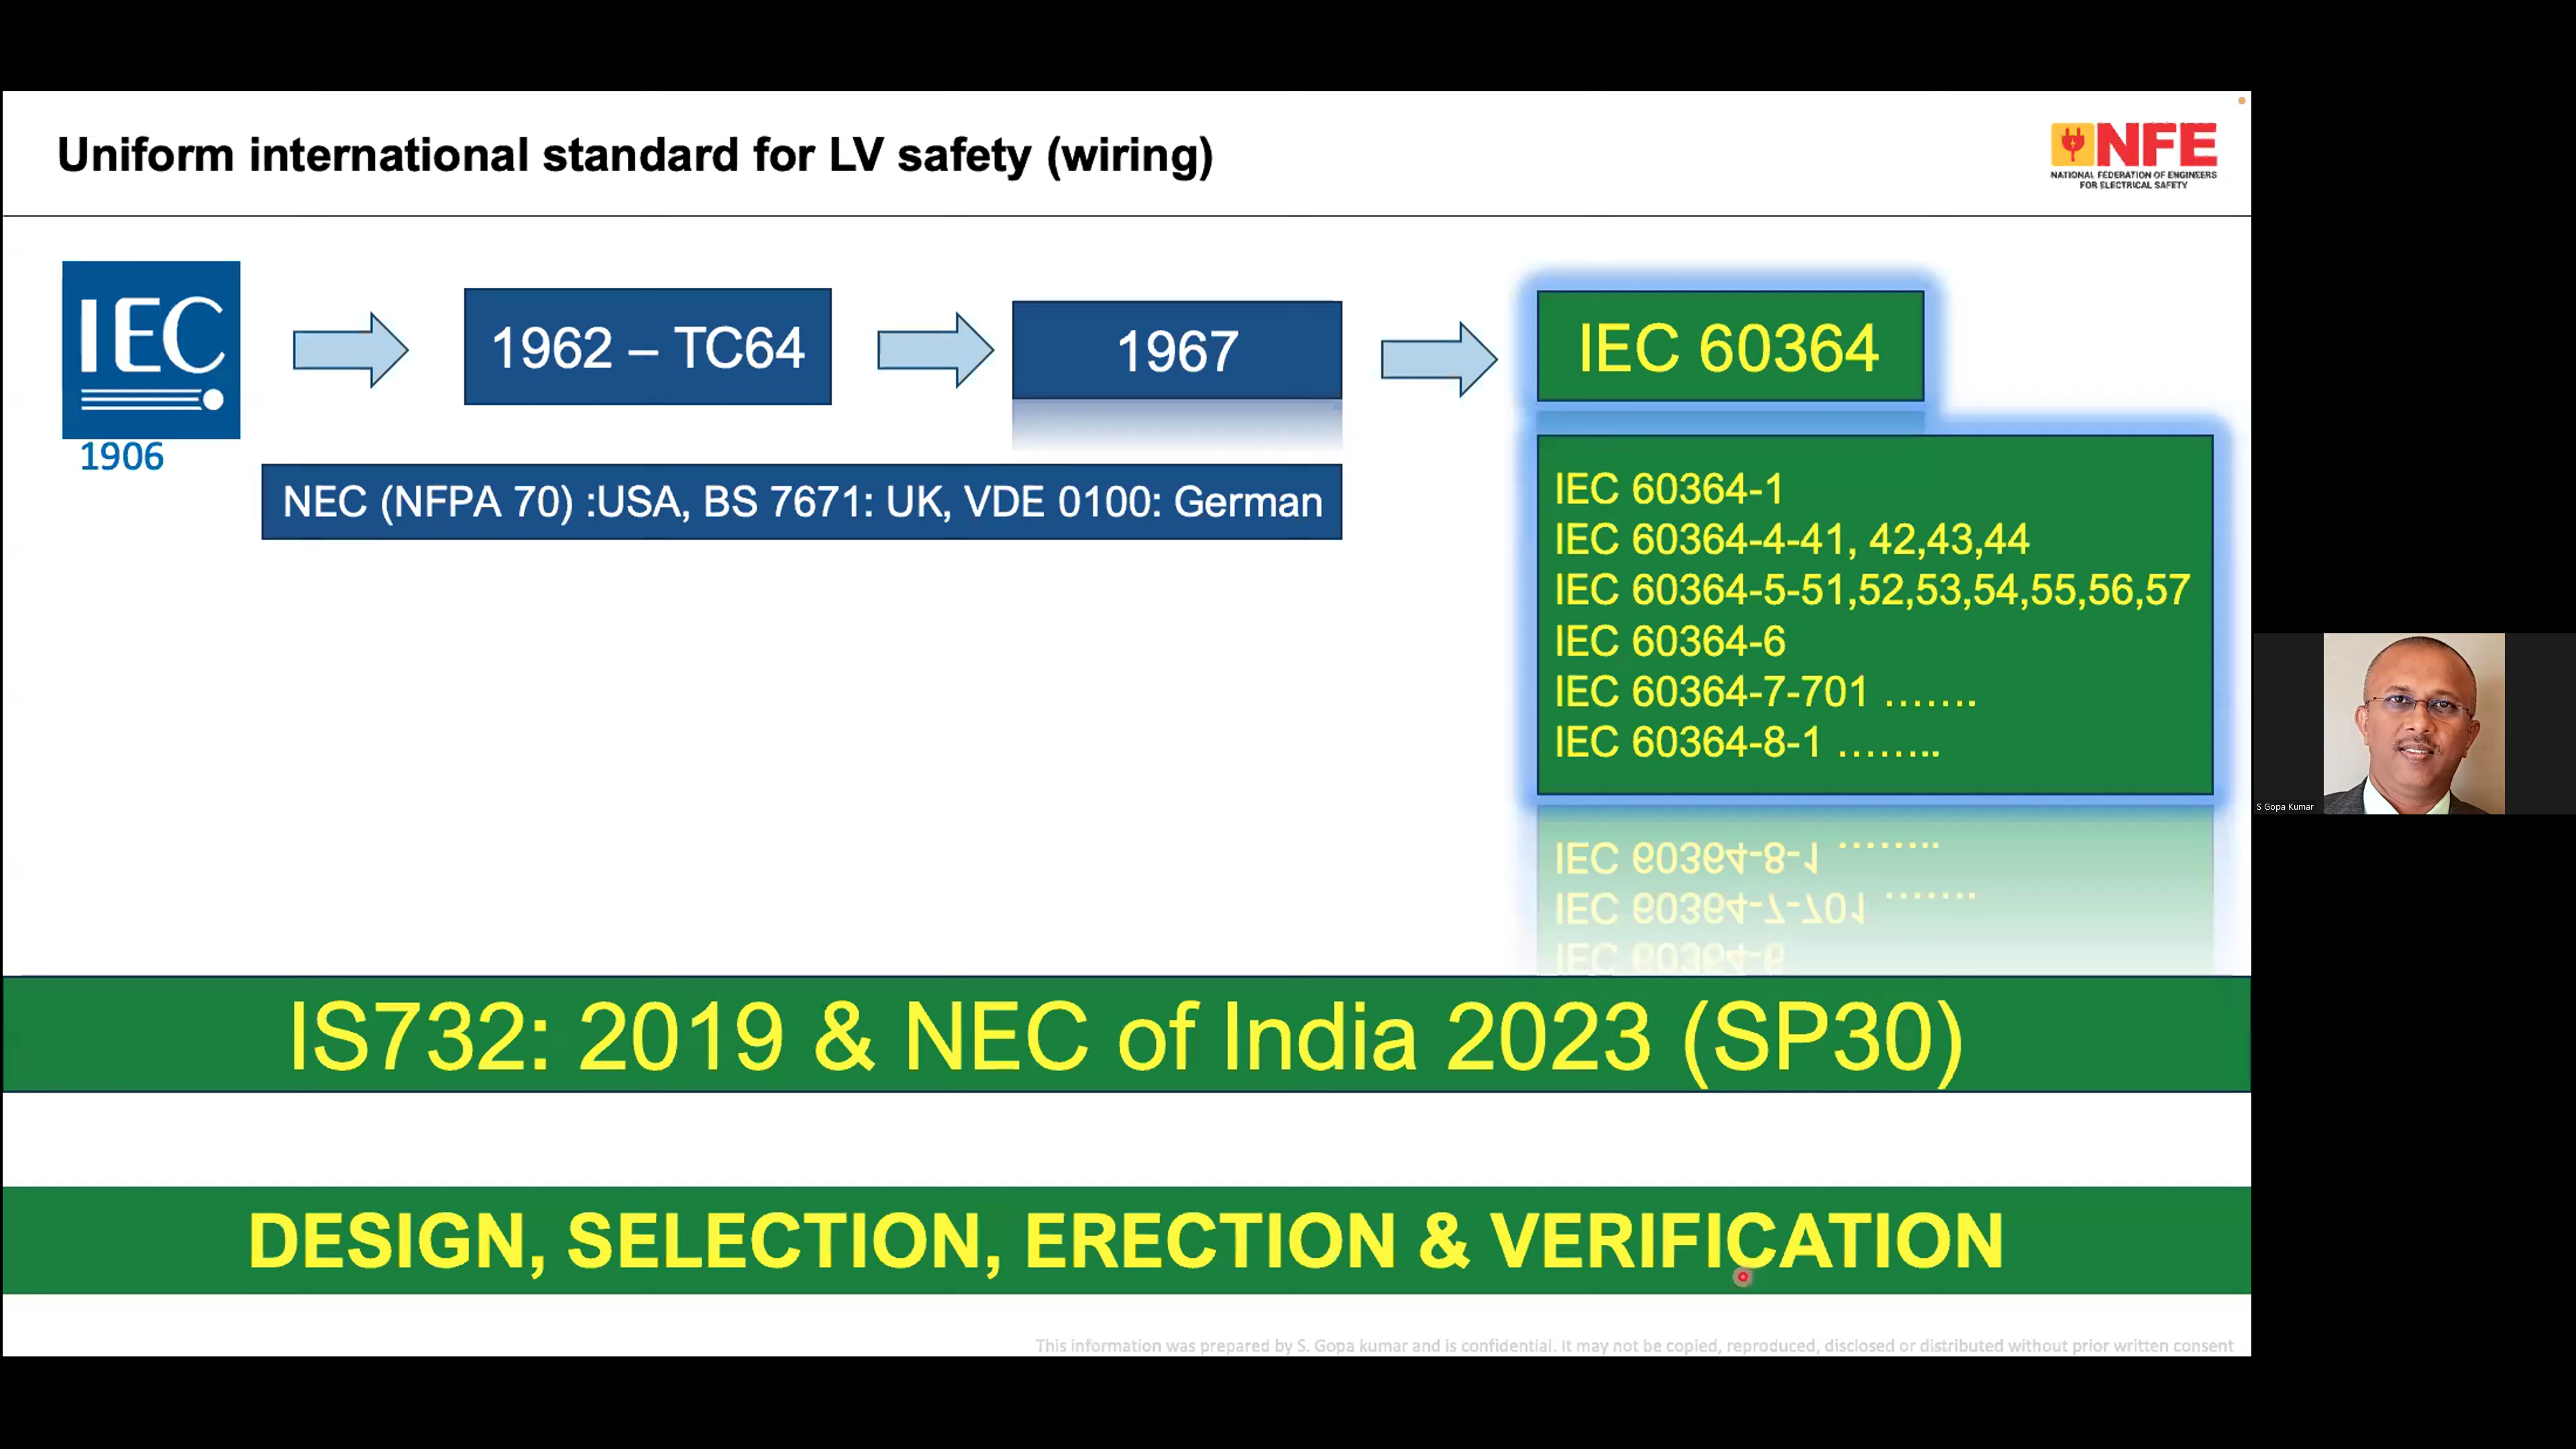 Uniform international standard for LV safety (wiring)
NFE
NATIONAL FEDERATION OF ENGINEERS
FOR ELECTRICAL SAFETY
IEC
1906
1962 – TC64
1967
IEC 60364
NEC (NFPA 70) :USA, BS 7671: UK, VDE 0100: German
IEC 60364-1
IEC 60364-4-41, 42,43,44
IEC 60364-5-51,52,53,54,55,56,57
IEC 60364-6
IEC 60364-7-701 .......
IEC 60364-8-1 ........
S Gopa Kumar
IS732: 2019 & NEC of India 2023 (SP30)
DESIGN, SELECTION, ERECTION & VERIFICATION
This information was prepared by S. Gopa kumar and is confidential. It may not be copied, reproduced, disclosed or distributed without prior written consent